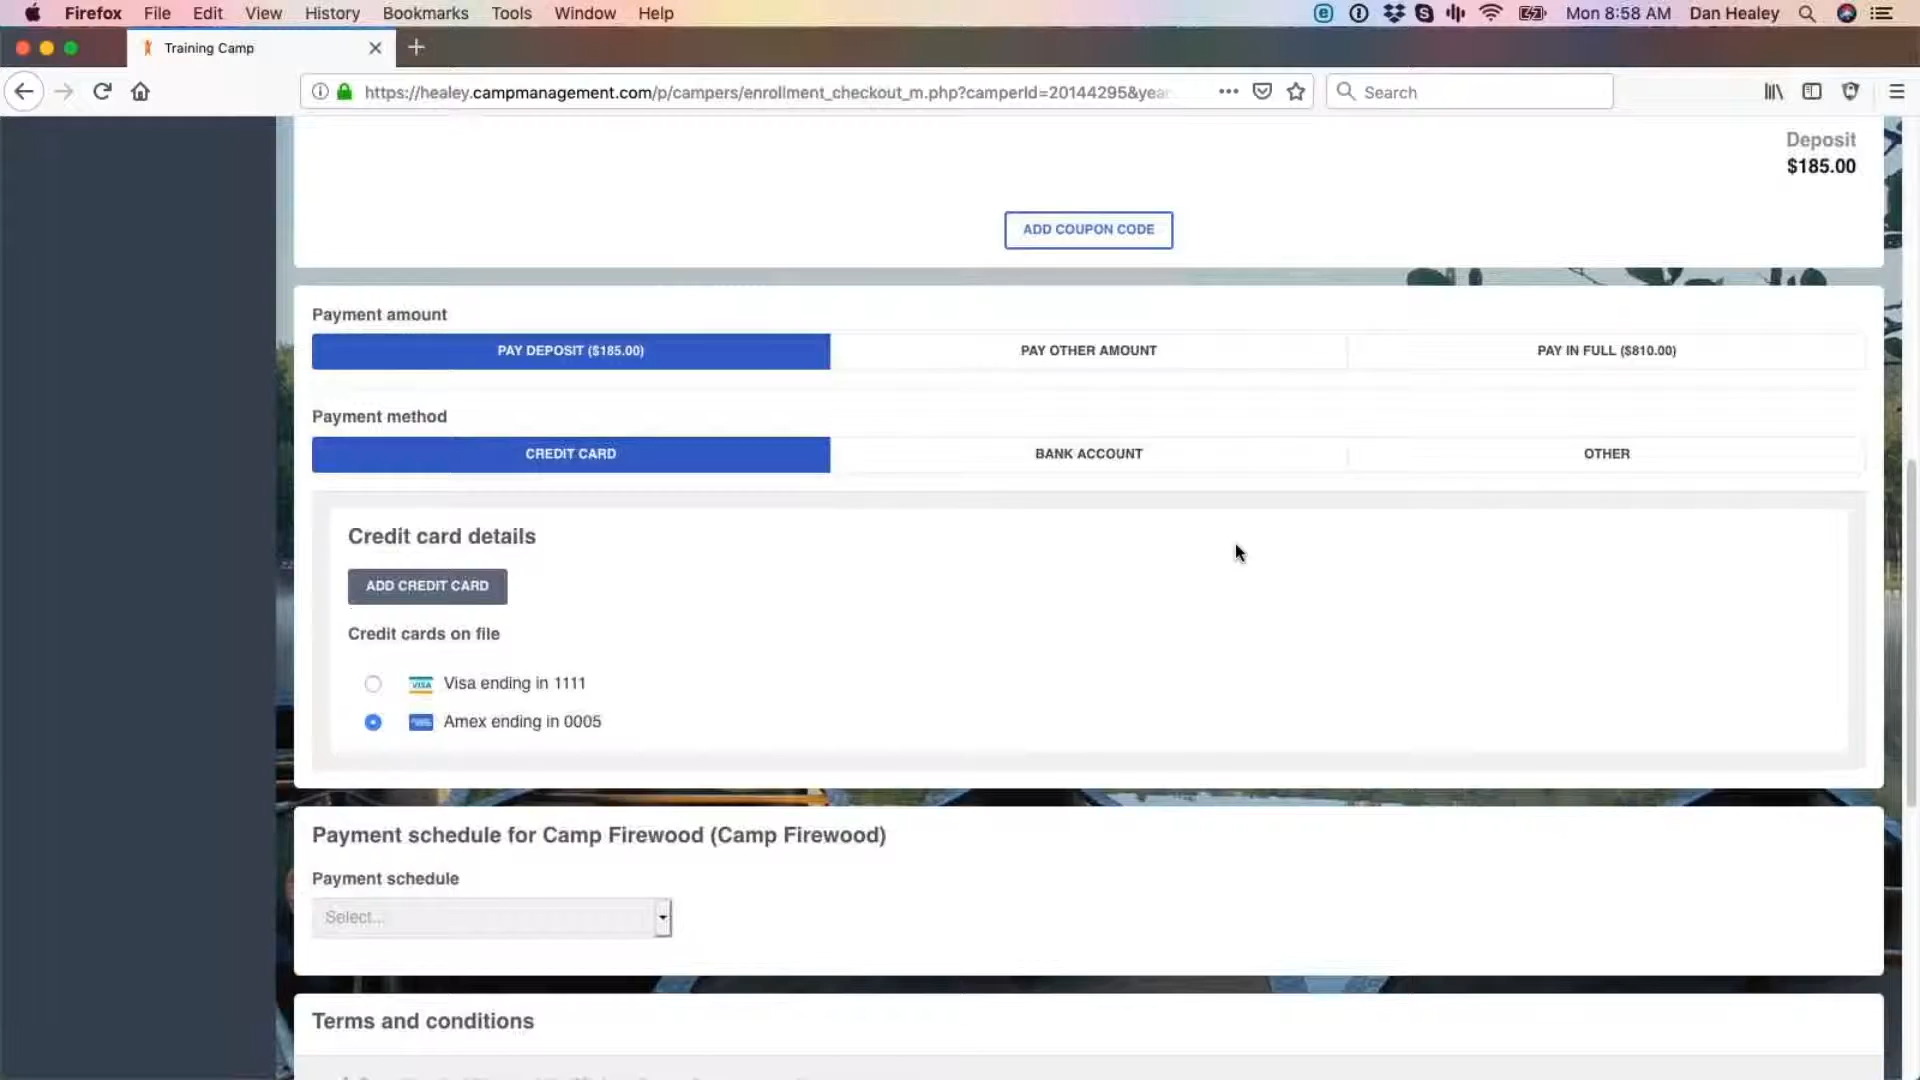 Firefox File Edit View History Bookmarks Tools Window Help Mon 8:58 AM Dan Healey
Training Camp
https://healey.campmanagement.com/p/campers/enrollment_checkout_m.php?camperId=20144295&year Search
Deposit
$185.00
ADD COUPON CODE
Payment amount
PAY DEPOSIT ($185.00) PAY OTHER AMOUNT PAY IN FULL ($810.00)
Payment method
CREDIT CARD BANK ACCOUNT OTHER
Credit card details
ADD CREDIT CARD
Credit cards on file
VISA Visa ending in 1111
Amex ending in 0005
Payment schedule for Camp Firewood (Camp Firewood)
Payment schedule
Select...
Terms and conditions